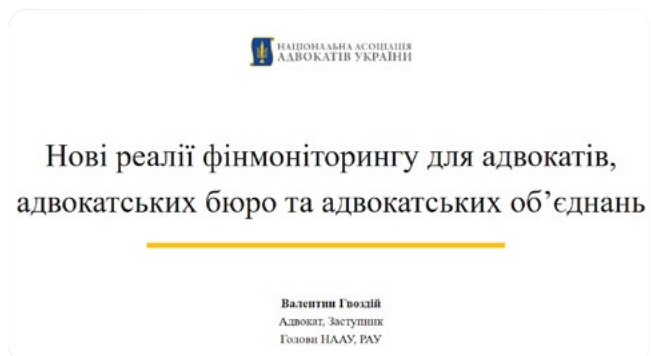 НАЦІОНАЛЬНА АСОЦІАЦІЯ
АДВОКАТІВ УКРАЇНИ
Нові реалії фінмоніторингу для адвокатів,
адвокатських бюро та адвокатських об’єднань
Валентин Гвоздій
Адвокат, Заступник
Голови НААУ, РАУ